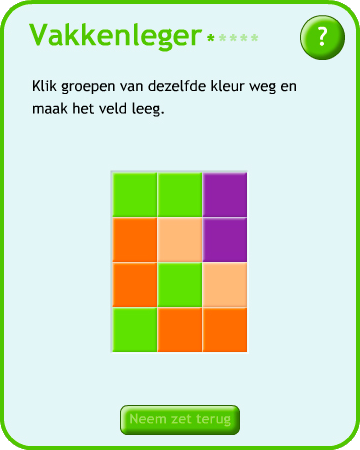 Vakkenleger
?
Klik groepen van dezelfde kleur weg en
maak het veld leeg.
Neem zet terug